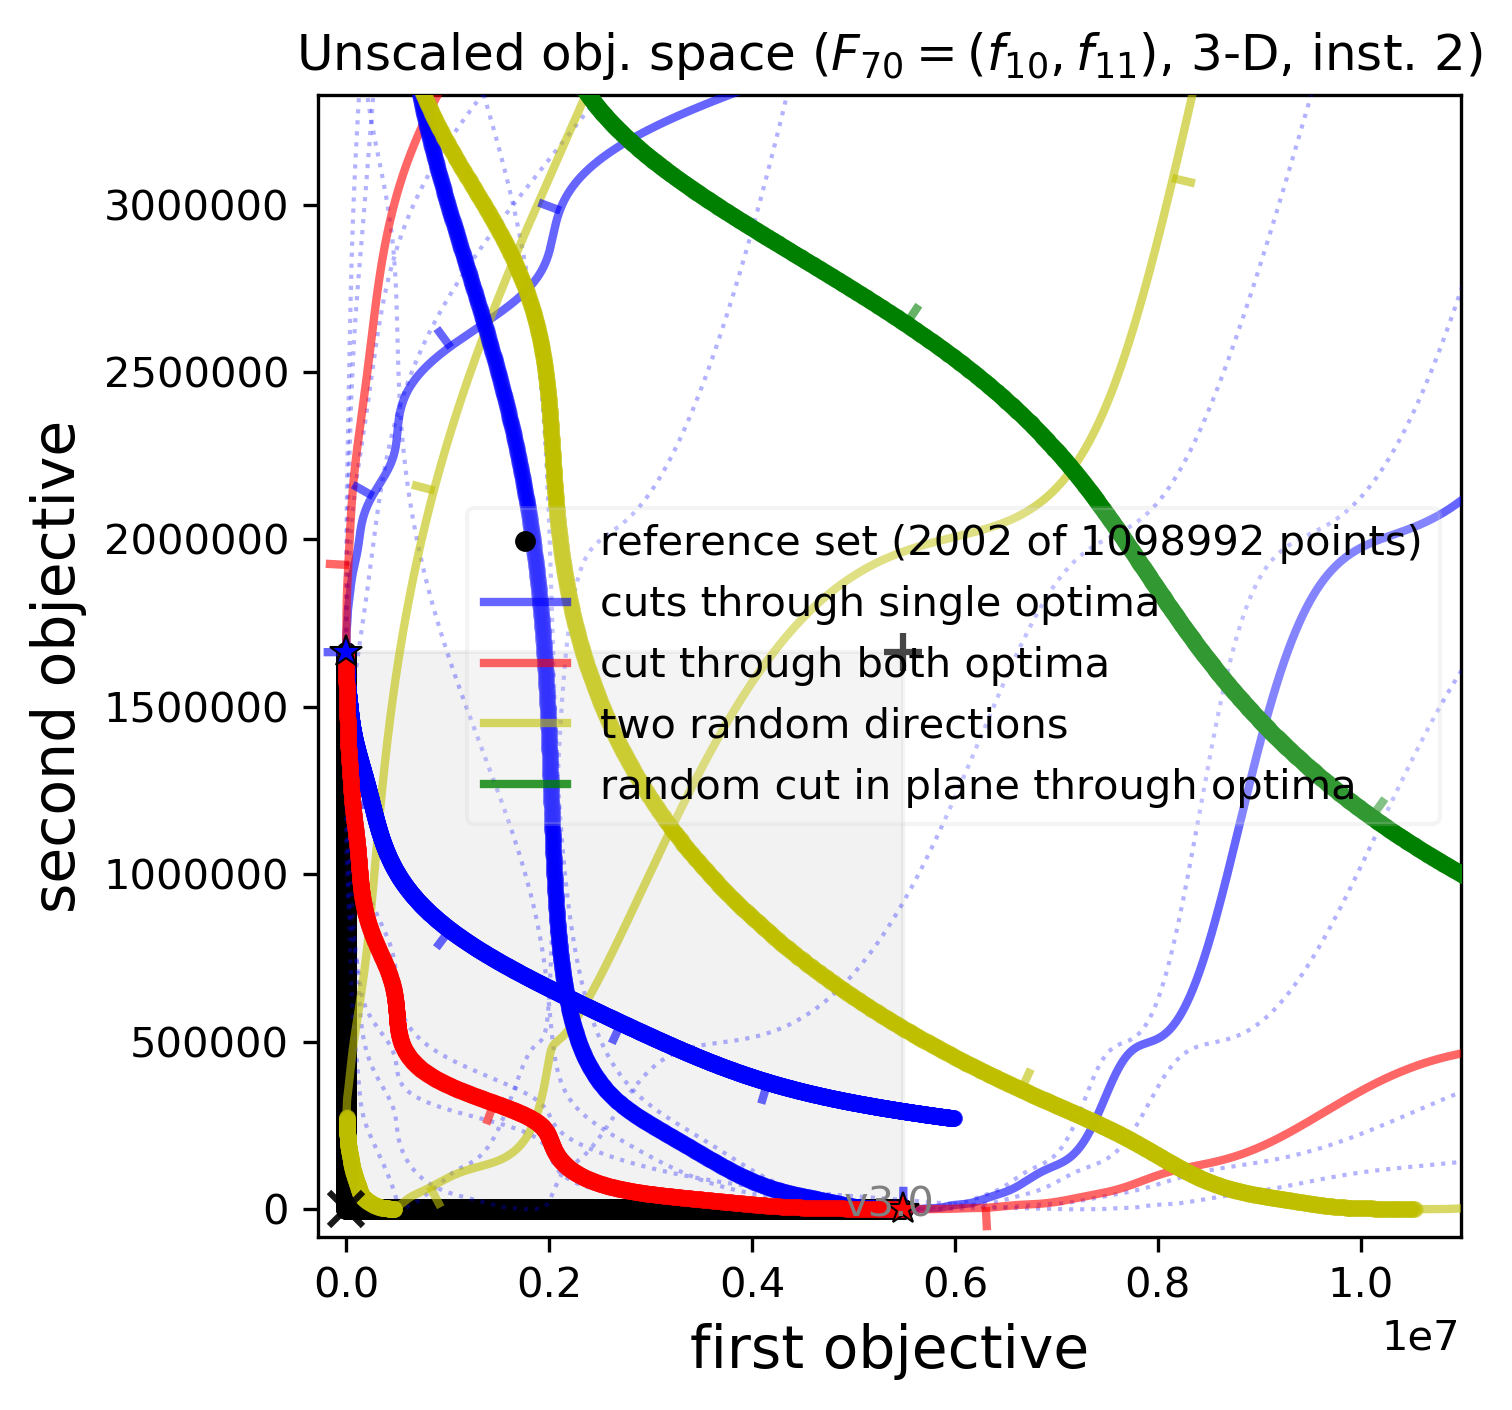 Unscaled obj. space (F70 = (f10, f11), 3-D, inst. 2)
second objective
3000000
2500000
2000000
1500000
1000000
500000
0
reference set (2002 of 1098992 points)
cuts through single optima
cut through both optima
two random directions
random cut in plane through optima
v3.0
0.0 0.2 0.4 0.6 0.8 1.0
1e7
first objective